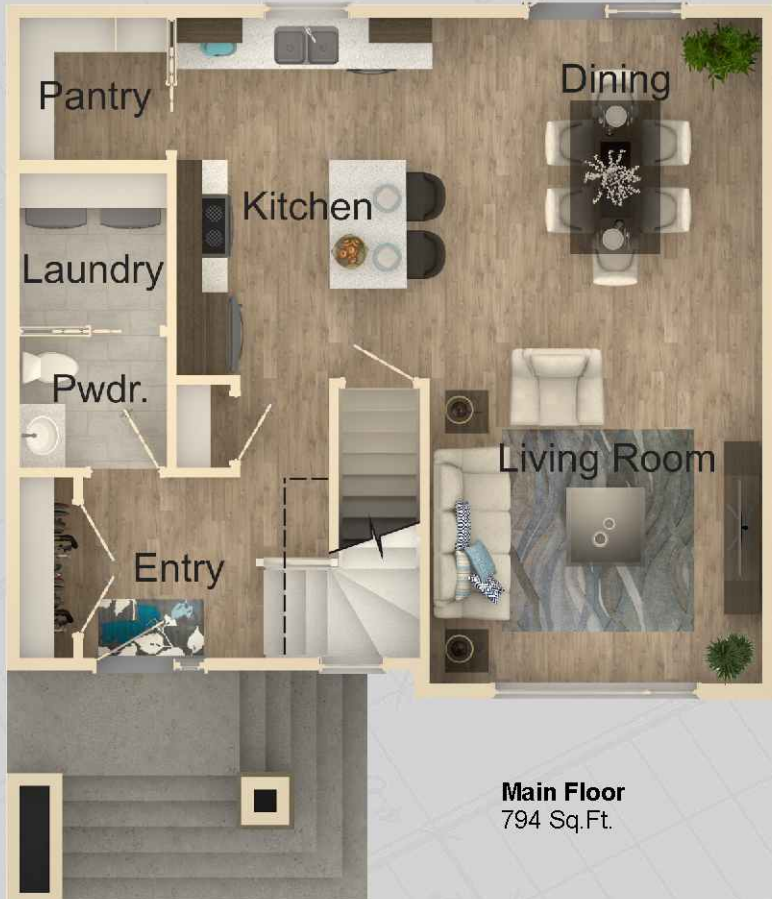 Dining
Pantry
Kitchen
Laundry
Pwdr.
Living Room
Entry
Main Floor
794 Sq.Ft.